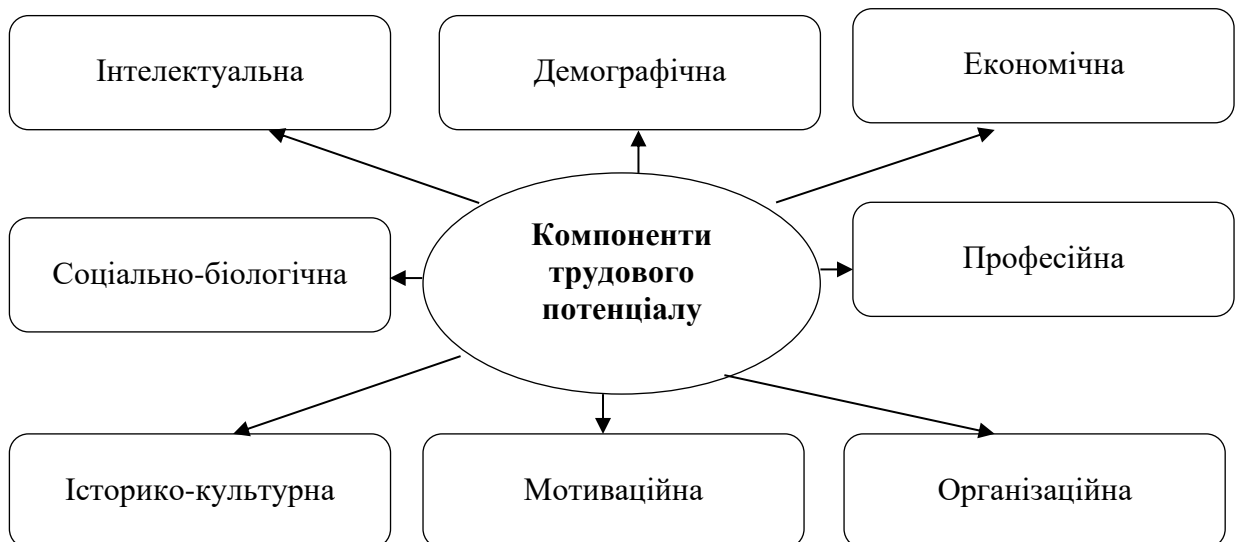 Інтелектуальна
Демографічна
Економічна
Компоненти
трудового
потенціалу
Соціально-біологічна
Професійна
Історико-культурна
Мотиваційна
Організаційна